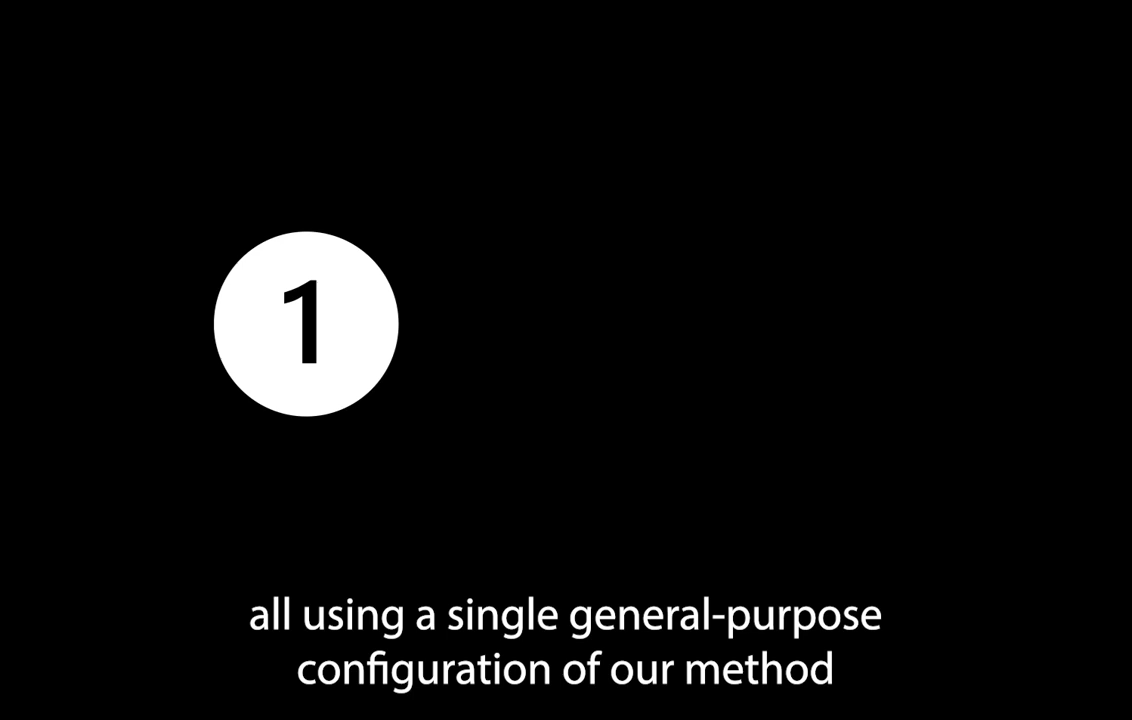 1
all using a single general-purpose
configuration of our method